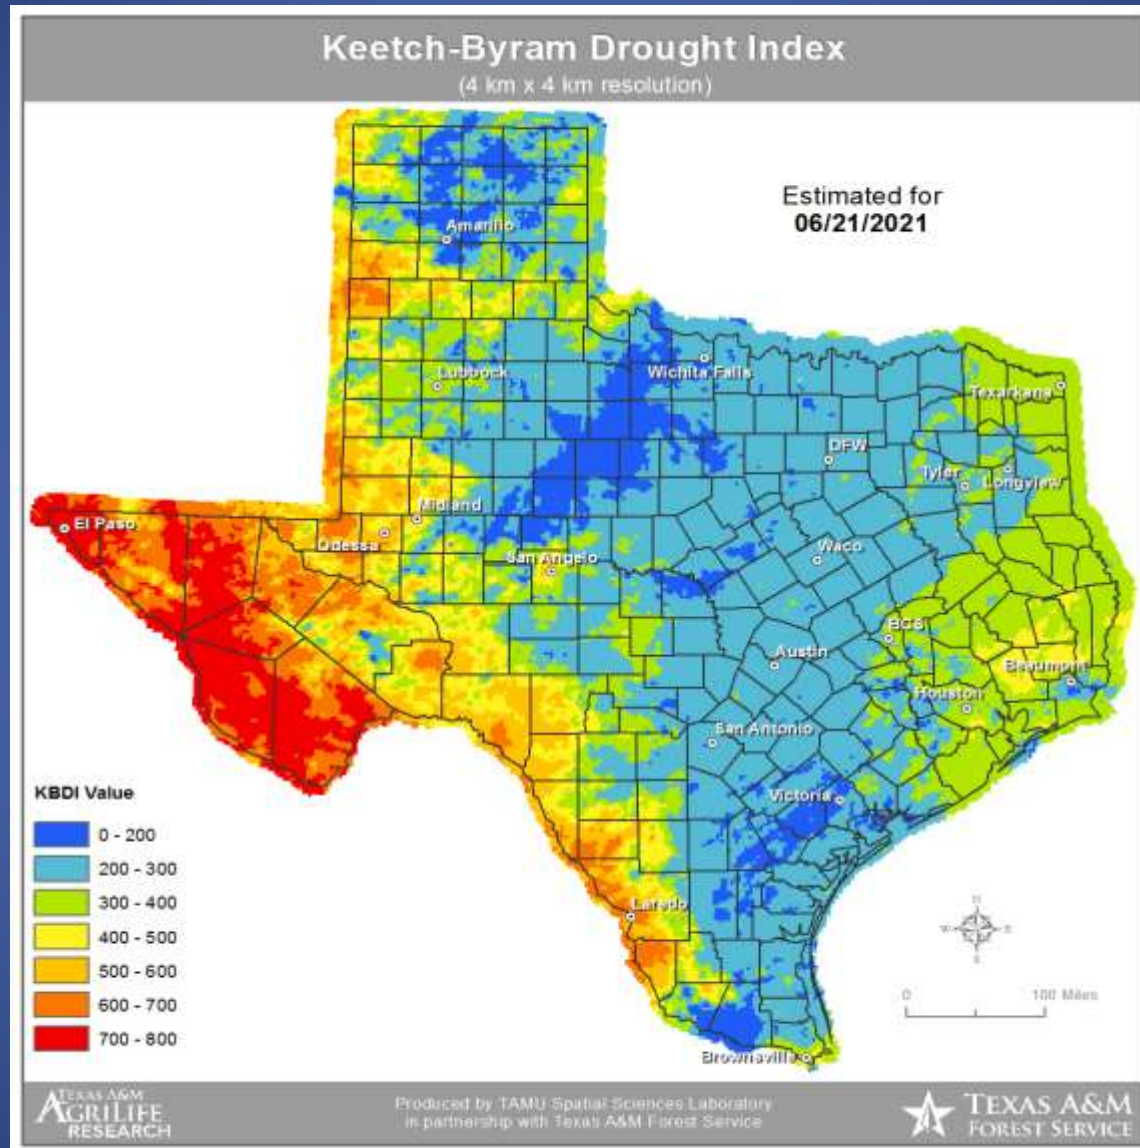 Keetch-Byram Drought Index
(4 km x 4 km resolution)
Estimated for
06/21/2021
Amarillo
Lubbock
Wichita Falls
Texarkana
DFW
Tyler
Longview
Midland
El Paso
Odessa
San Angelo
Waco
BCS
Austin
Beaumont
Houston
San Antonio
Victoria
Laredo
Brownsville
KBDI Value
0 - 200
200 - 300
300 - 400
400 - 500
500 - 600
600 - 700
700 - 800
N
W E
S
0 100 Miles
TEXAS A&M
AGRILIFE
RESEARCH
Produced by TAMU Spatial Sciences Laboratory
in partnership with Texas A&M Forest Service
TEXAS A&M
FOREST SERVICE